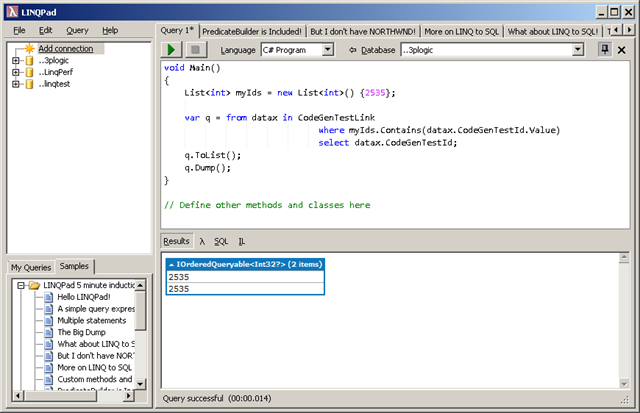 LINQPad
File Edit Query Help
Add connection
..3plogic
..LinqPerf
..linqtest
My Queries Samples
LINQPad 5 minute induction
Hello LINQPad!
A simple query expre
Multiple statements
The Big Dump
What about LINQ to S
But I don't have NORT
More on LINQ to SQL
Custom methods and
Query 1* PredicateBuilder is Included! But I don't have NORTHWND! More on LINQ to SQL What about LINQ to SQL! T
Language C# Program Database ..3plogic
void Main()
{
List<int> myIds = new List<int>() {2535};
var q = from datax in CodeGenTestLink
where myIds.Contains(datax.CodeGenTestId.Value)
select datax.CodeGenTestId;
q.ToList();
q.Dump();
}
// Define other methods and classes here
Results λ SQL IL
IOrderedQueryable<Int32?> (2 items)
2535
2535
Query successful (00:00.014)